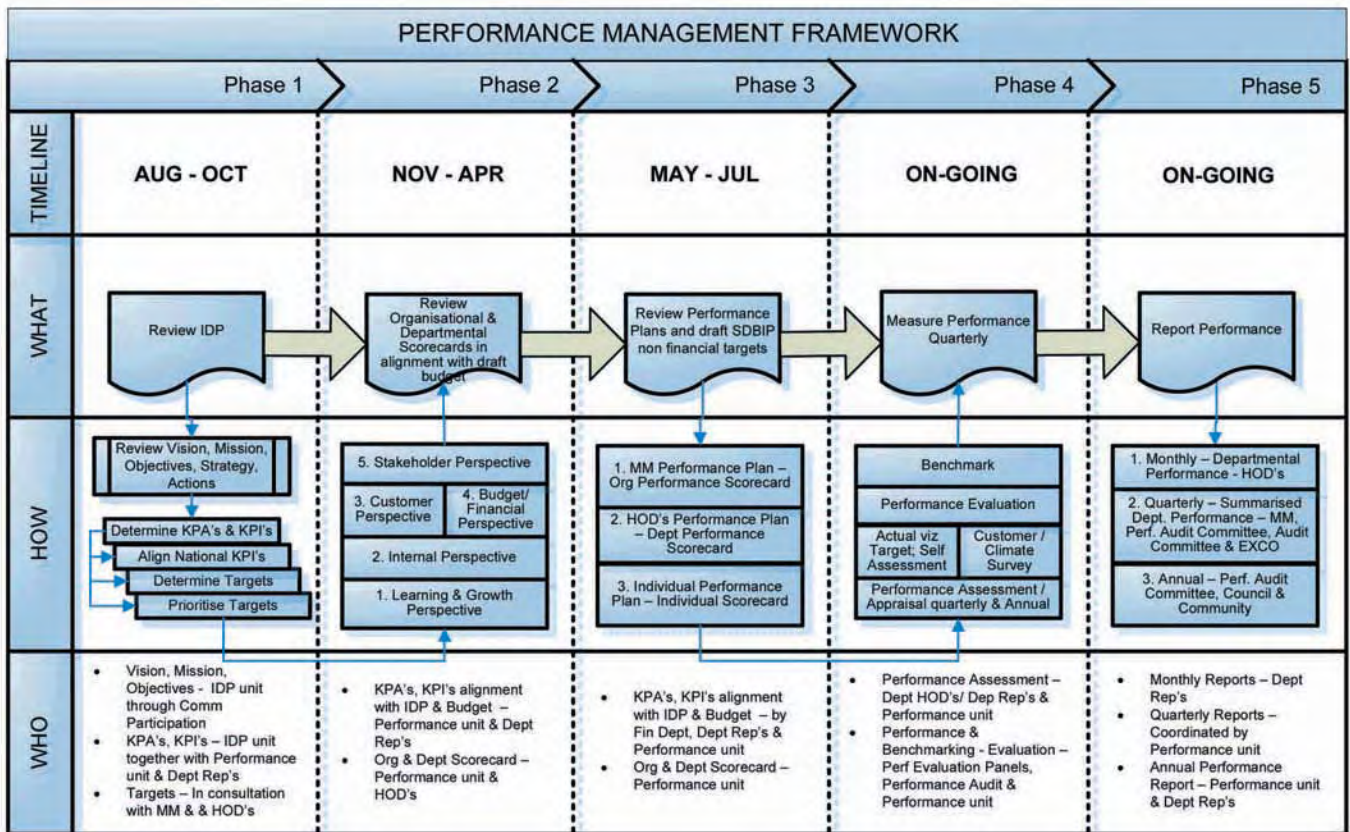 PERFORMANCE MANAGEMENT FRAMEWORK
Phase 1
Phase 2
Phase 3
Phase 4
Phase 5
TIMELINE
AUG - OCT
NOV - APR
MAY - JUL
ON-GOING
ON-GOING
WHAT
Review IDP
Review
Organisational &
Departmental
Scorecards in
alignment with draft
budget
Review Performance
Plans and draft SDBIP
non financial targets
Measure Performance
Quarterly
Report Performance
HOW
Review Vision, Mission,
Objectives, Strategy,
Actions
Determine KPA's & KPI's
Align National KPI's
Determine Targets
Prioritise Targets
5. Stakeholder Perspective
3. Customer
Perspective
4. Budget/
Financial
Perspective
2. Internal Perspective
1. Learning & Growth
Perspective
1. MM Performance Plan –
Org Performance Scorecard
2. HOD's Performance Plan
– Dept Performance
Scorecard
3. Individual Performance
Plan – Individual Scorecard
Benchmark
Performance Evaluation
Actual viz
Target; Self
Assessment
Customer /
Climate
Survey
Performance Assessment /
Appraisal quarterly & Annual
1. Monthly – Departmental
Performance - HOD's
2. Quarterly – Summarised
Dept. Performance – MM,
Perf. Audit Committee, Audit
Committee & EXCO
3. Annual – Perf. Audit
Committee, Council &
Community
WHO
• Vision, Mission,
Objectives - IDP unit
through Comm
Participation
• KPA's, KPI's – IDP unit
together with Performance
unit & Dept Rep's
• Targets – In consultation
with MM & & HOD's
• KPA's, KPI's alignment
with IDP & Budget –
Performance unit & Dept
Rep's
• Org & Dept Scorecard –
Performance unit &
HOD's
• KPA's, KPI's alignment
with IDP & Budget – by
Fin Dept, Dept Rep's &
Performance unit
• Org & Dept Scorecard –
Performance unit
• Performance Assessment –
Dept HOD's/ Dep Rep's &
Performance unit
• Performance &
Benchmarking - Evaluation –
Perf Evaluation Panels,
Performance Audit &
Performance unit
• Monthly Reports – Dept
Rep's
• Quarterly Reports –
Coordinated by
Performance unit
• Annual Performance
Report – Performance unit
& Dept Rep's